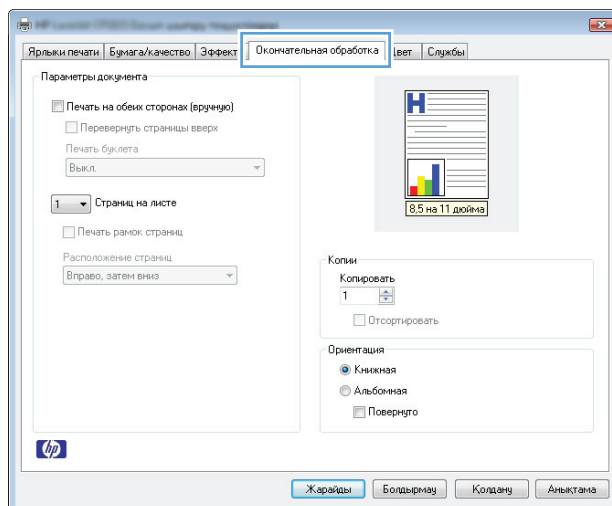 Ярлыки печати
Бумага/качество
Эффект
Окончательная обработка
Цвет
Службы
Параметры документа
Печать на обеих сторонах (вручную)
Перевернуть страницы вверх
Печать буклета
Выкл.
1
Страниц на листе
Печать рамок страниц
Расположение страниц
Вправо, затем вниз
H
8,5 на 11 дюйма
Копии
Копировать
1
Отсортировать
Ориентация
Книжная
Альбомная
Повернуто
hp
Жарайды
Болдырмау
Қолдану
Анықтама